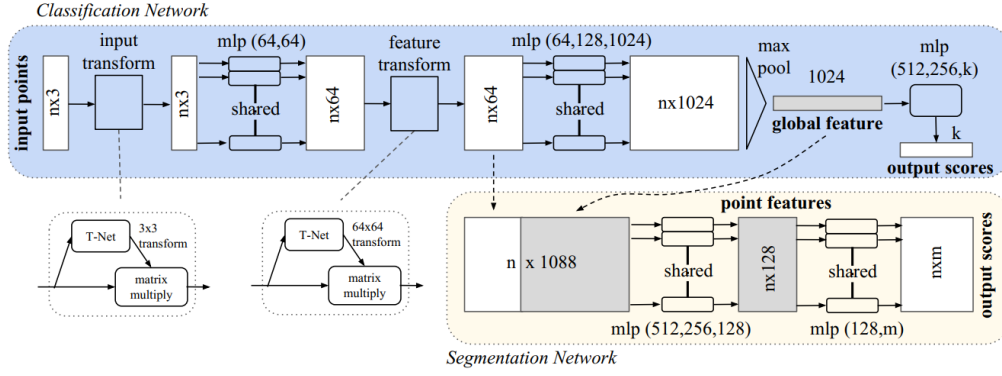 Classification Network
input points
nx3
input
transform
nx3
mlp (64,64)
shared
nx64
feature
transform
nx64
mlp (64,128,1024)
shared
nx1024
max
pool
1024
global feature
mlp
(512,256,k)
k
output scores
T-Net
3x3
transform
matrix
multiply
T-Net
64x64
transform
matrix
multiply
point features
n x 1088
shared
mlp (512,256,128)
nx128
shared
mlp (128,m)
nxm
output scores
Segmentation Network